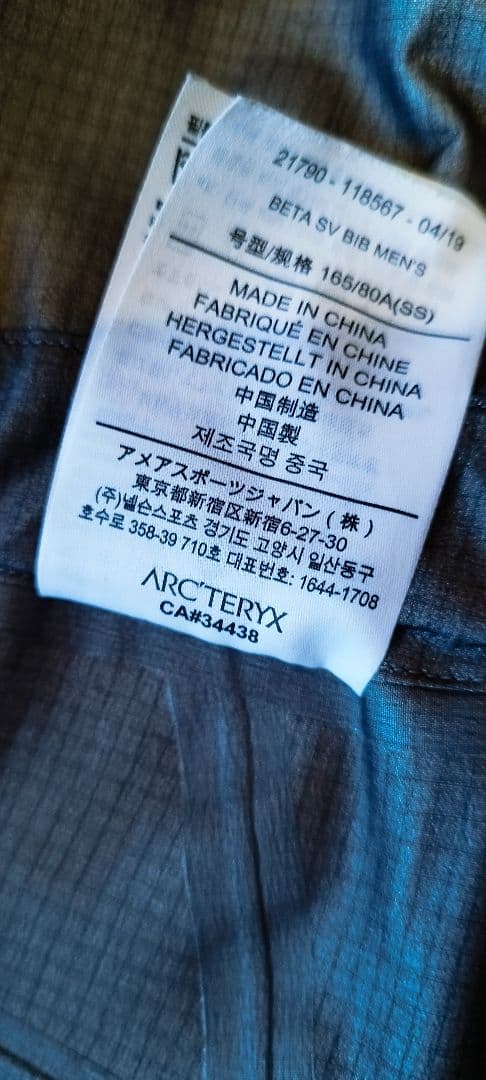 21790 - 118567 - 04/19
BETA SV BIB MEN'S
号型/规格 165/80A(SS)
MADE IN CHINA
FABRIQUÉ EN CHINE
HERGESTELLT IN CHINA
FABRICADO EN CHINA
中国制造
中国製
제조국명 중국
アメアスポーツジャパン（株）
東京都新宿区新宿6-27-30
(주)넬슨스포츠 경기도 고양시 일산동구
호수로 358-39 710호 대표번호: 1644-1708
ARC'TERYX
CA#34438